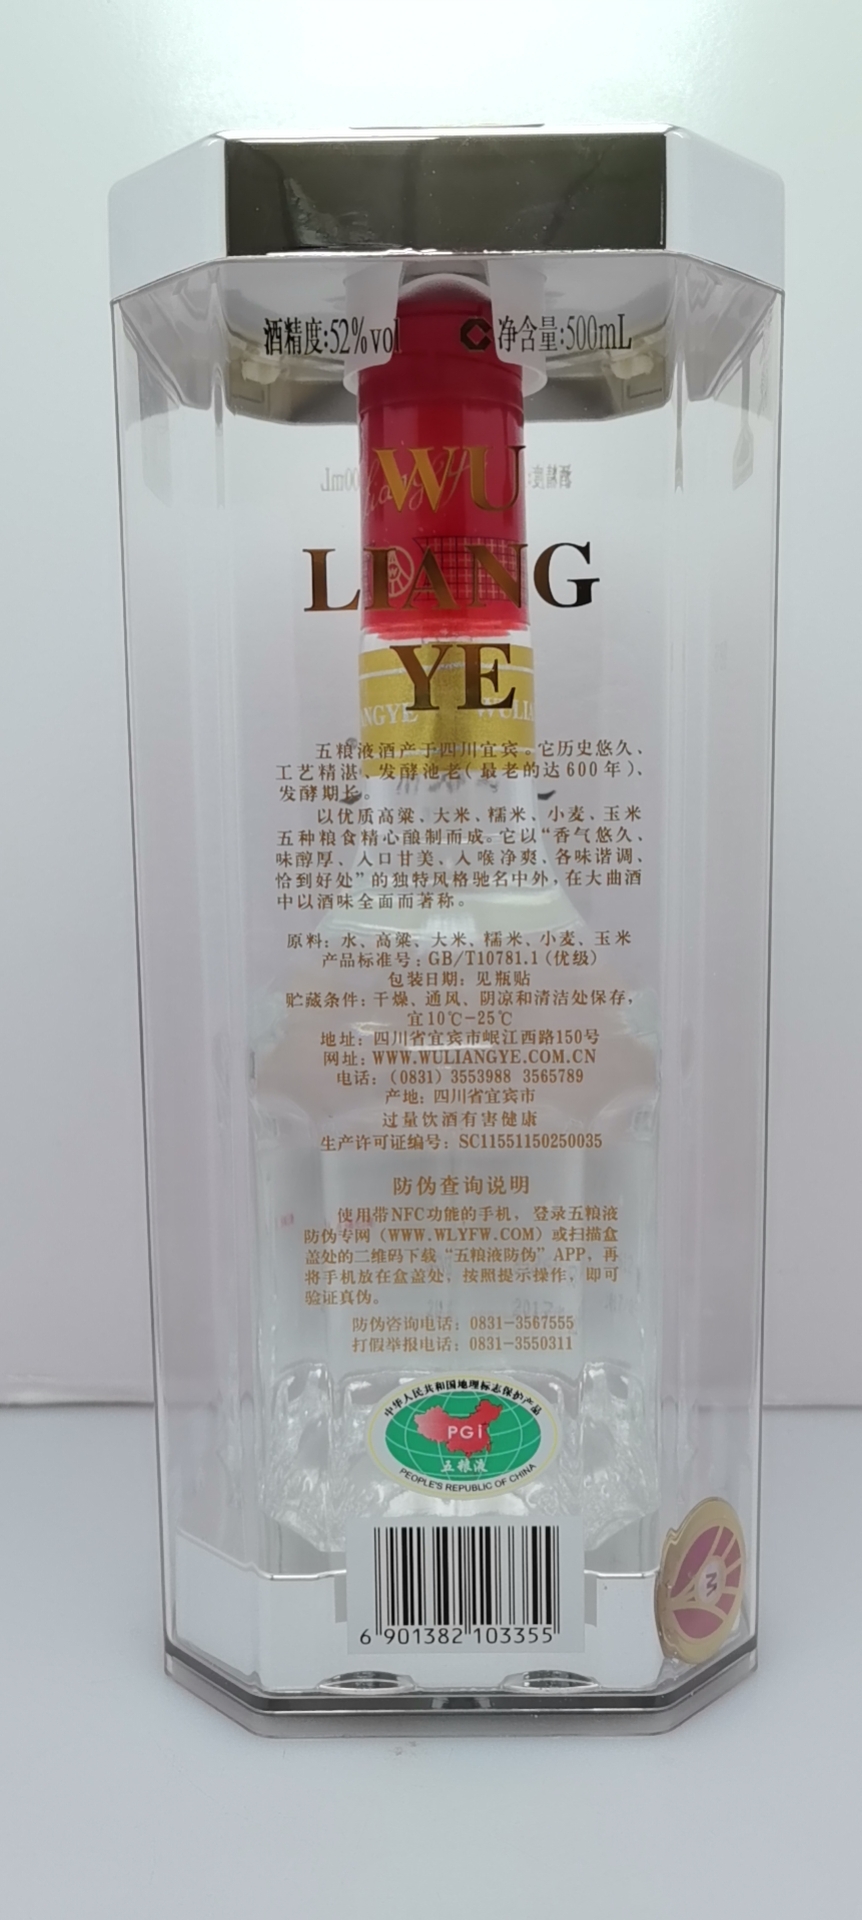 酒精度:52%vol
净含量:500mL
WU
LIANG
YE
五粮液酒产于四川宜宾。它历史悠久、
工艺精湛、发酵池老(最老的达600年)、
发酵期长。
以优质高粱、大米、糯米、小麦、玉米
五种粮食精心酿制而成。它以“香气悠久、
味醇厚、入口甘美、入喉净爽、各味谐调、
恰到好处”的独特风格驰名中外,在大曲酒
中以酒味全面而著称。
原料: 水、高粱、大米、糯米、小麦、玉米
产品标准号: GB/T10781.1(优级)
包装日期: 见瓶贴
贮藏条件: 干燥、通风、阴凉和清洁处保存,
宜10℃-25℃
地址: 四川省宜宾市岷江西路150号
网址: WWW.WULIANGYE.COM.CN
电话: (0831) 3553988 3565789
产地: 四川省宜宾市
过量饮酒有害健康
生产许可证编号: SC11551150250035
防伪查询说明
使用带NFC功能的手机, 登录五粮液
防伪专网 (WWW.WLYFW.COM) 或扫描盒
盖处的二维码下载“五粮液防伪”APP, 再
将手机放在盒盖处, 按照提示操作, 即可
验证真伪。
防伪咨询电话: 0831-3567555
打假举报电话: 0831-3550311
中华人民共和国地理标志保护产品
PGI
五粮液
PEOPLE'S REPUBLIC OF CHINA
6 901382 103355